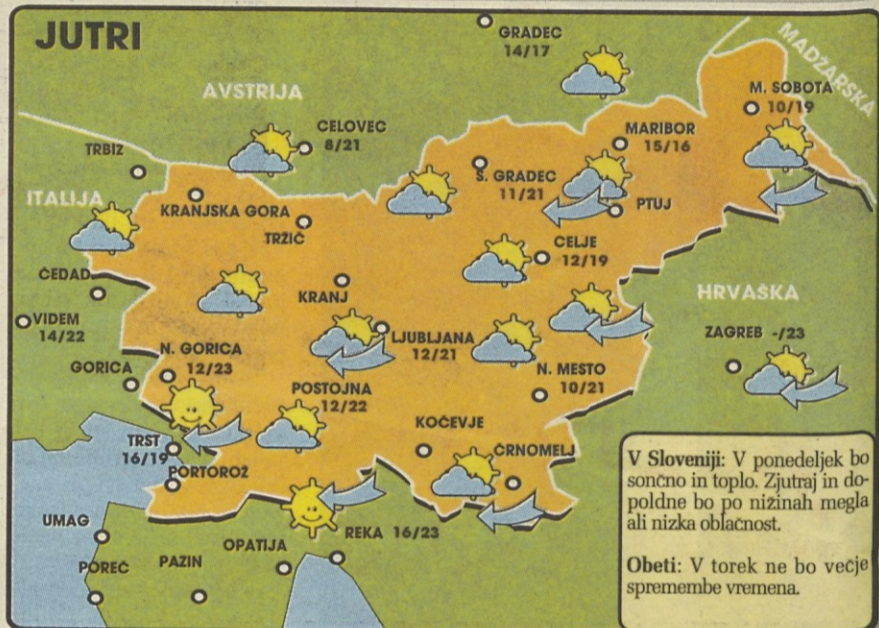 JUTRI
GRADEC
14/17
MADŽARSKA
AVSTRIJA
M. SOBOTA
10/19
CELOVEC
8/21
MARIBOR
15/16
TRBIŽ
S. GRADEC
11/21
ITALIJA
KRANJSKA GORA
PTUJ
TRŽIČ
CELJE
12/19
ČEDAD
KRANJ
HRVAŠKA
VIDEM
14/22
LJUBLJANA
12/21
ZAGREB -/23
N. GORICA
12/23
GORICA
N. MESTO
10/21
POSTOJNA
12/22
KOČEVJE
TRST
16/19
ČRNOMELJ
PORTOROŽ
UMAG
REKA 16/23
OPATIJA
POREČ
PAZIN
V Sloveniji: V ponedeljek bo
sončno in toplo. Zjutraj in do-
poldne bo po nižinah megla
ali nizka oblačnost.
Obeti: V torek ne bo večje
spremembe vremena.